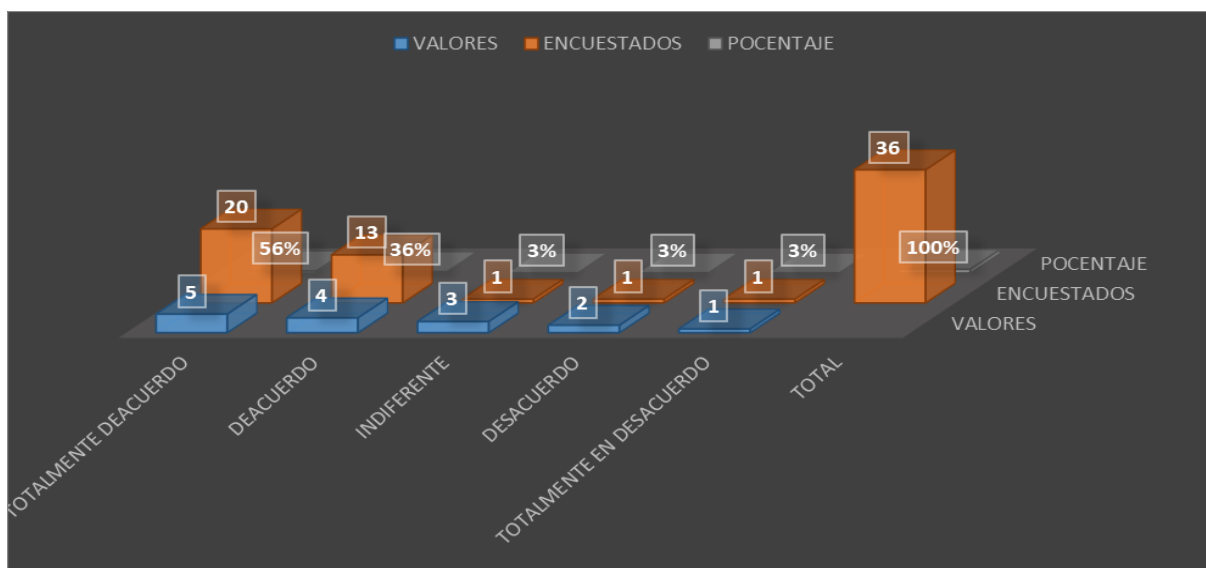 VALORES ENCUESTADOS POCENTAJE
36
20
13
56% 36% 3% 3% 3% 100%
1 1 1
5 4 3 2 1
POCENTAJE
ENCUESTADOS
VALORES
TOTALMENTE DEACUERDO
DEACUERDO
INDIFERENTE
DESACUERDO
TOTALMENTE EN DESACUERDO
TOTAL